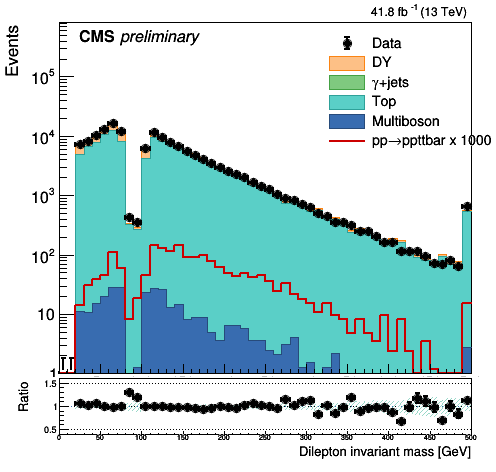 41.8 fb⁻¹ (13 TeV)
CMS preliminary
Data
DY
γ+jets
Top
Multiboson
pp→ppttbar x 1000
Events
10⁵
10⁴
10³
10²
10
1
Ratio
1.5
1
0.5
0 50 100 150 200 250 300 350 400 450 500
Dilepton invariant mass [GeV]